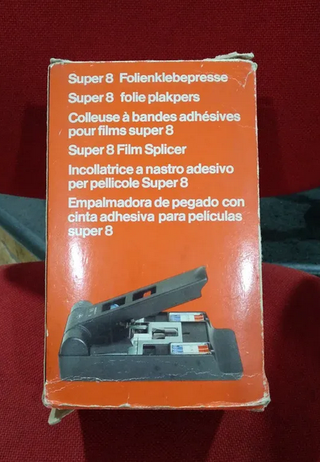 Super 8 Folienklebepresse
Super 8 folie plakpers
Colleuse à bandes adhésives
pour films super 8
Super 8 Film Splicer
Incollatrice a nastro adesivo
per pellicole Super 8
Empalmadora de pegado con
cinta adhesiva para peliculas
super 8